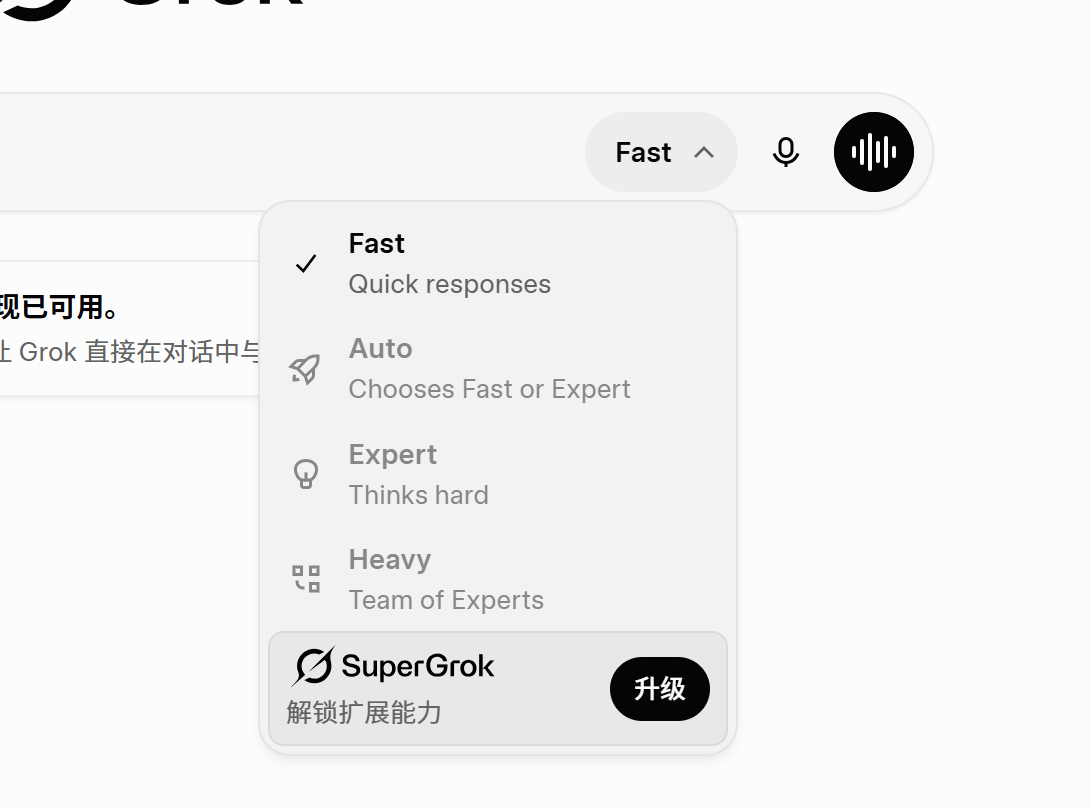 Grok
Fast
现已可用。
Grok 直接在对话中与
Fast
Quick responses
Auto
Chooses Fast or Expert
Expert
Thinks hard
Heavy
Team of Experts
SuperGrok
解锁扩展能力
升级